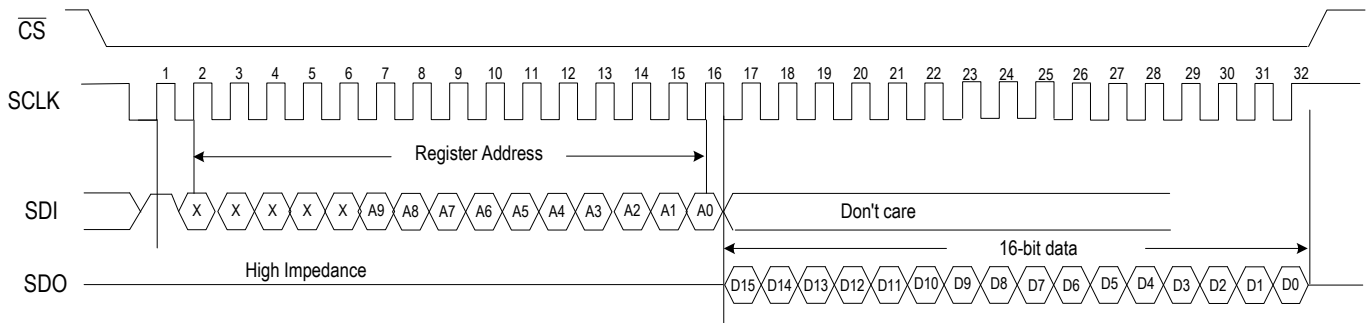 CS
SCLK
1 2 3 4 5 6 7 8 9 10 11 12 13 14 15 16 17 18 19 20 21 22 23 24 25 26 27 28 29 30 31 32
Register Address
SDI
X X X X X A9 A8 A7 A6 A5 A4 A3 A2 A1 A0
Don't care
16-bit data
High Impedance
SDO
D15 D14 D13 D12 D11 D10 D9 D8 D7 D6 D5 D4 D3 D2 D1 D0